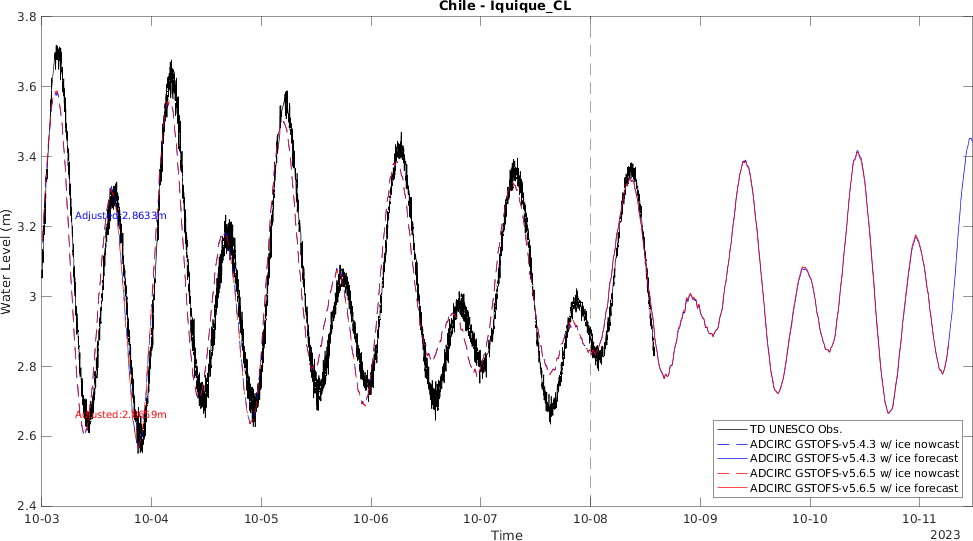 Chile - Iquique_CL
3.8
3.6
3.4
3.2
3
2.8
2.6
2.4
Water Level (m)
Adjusted:2.8633m
10-03
10-04
10-05
10-06
10-07
10-08
10-09
10-10
10-11
Time
2023
TD UNESCO Obs.
ADCIRC GSTOFS-v5.4.3 w/ ice nowcast
ADCIRC GSTOFS-v5.4.3 w/ ice forecast
ADCIRC GSTOFS-v5.6.5 w/ ice nowcast
ADCIRC GSTOFS-v5.6.5 w/ ice forecast